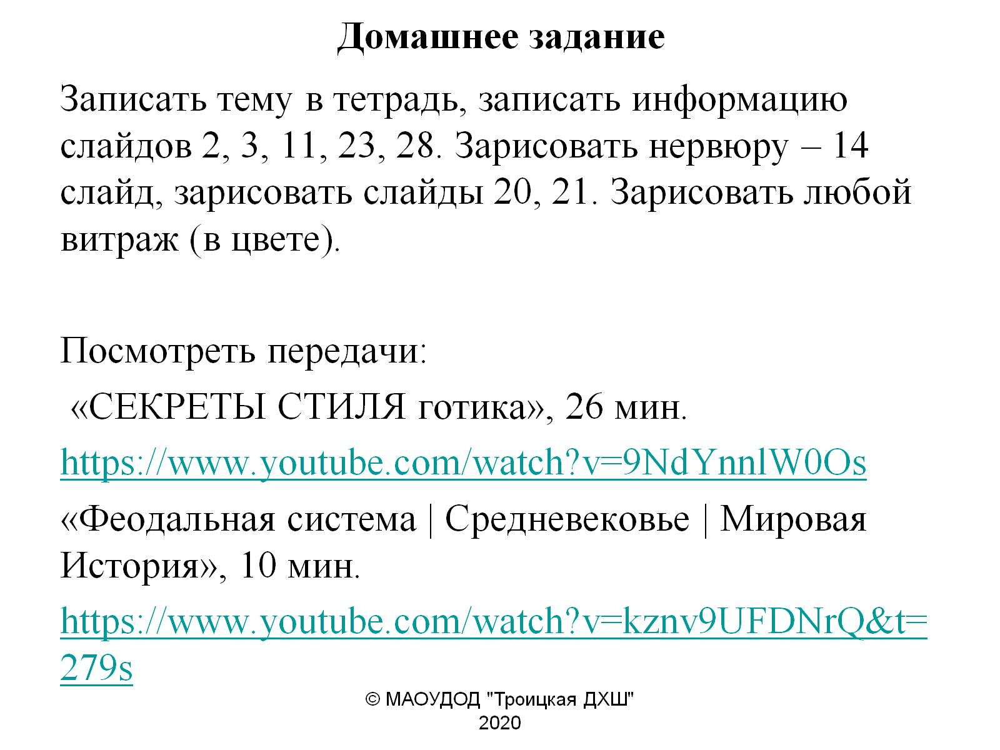 Домашнее задание
Записать тему в тетрадь, записать информацию
слайдов 2, 3, 11, 23, 28. Зарисовать нервюру – 14
слайд, зарисовать слайды 20, 21. Зарисовать любой
витраж (в цвете).
Посмотреть передачи:
«СЕКРЕТЫ СТИЛЯ готика», 26 мин.
https://www.youtube.com/watch?v=9NdYnnlW0Os
«Феодальная система | Средневековье | Мировая
История», 10 мин.
https://www.youtube.com/watch?v=kznv9UFDNrQ&t=
279s
© МАОУДОД "Троицкая ДХШ"
2020